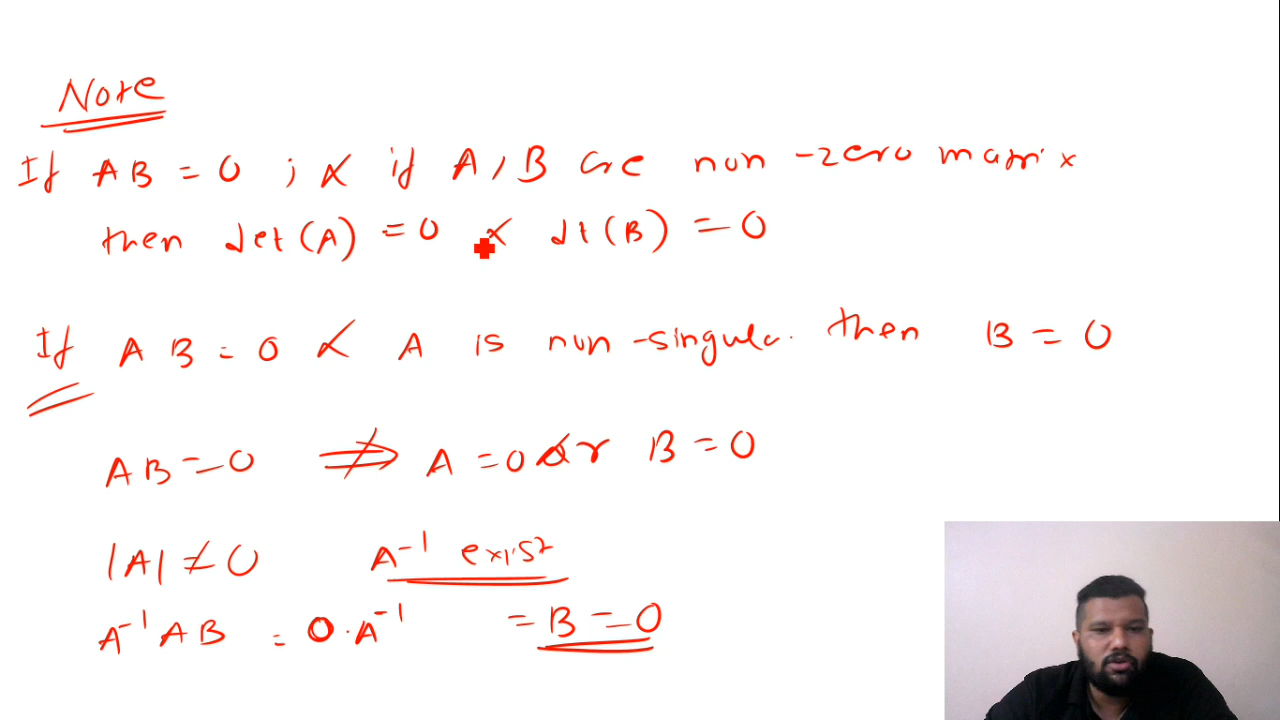 Note
If AB = 0 ; & if A, B are non-zero matrix
then det(A) = 0 & dt(B) = 0
If AB = 0 & A is non-singular then B = 0
AB = 0 ⇏ A = 0 or B = 0
|A| ≠ 0 A⁻¹ exist
A⁻¹AB = 0·A⁻¹ = B = 0